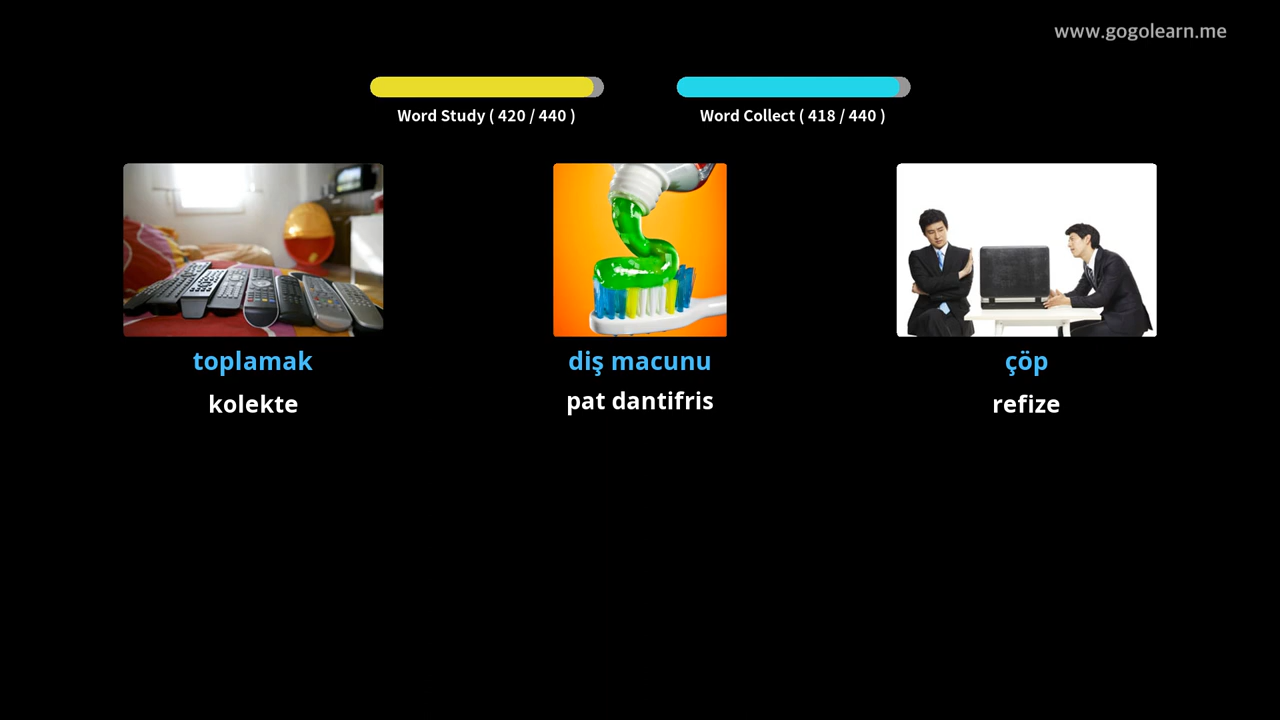 www.gogolearn.me
Word Study ( 420 / 440 )
Word Collect ( 418 / 440 )
toplamak
diş macunu
çöp
kolekte
pat dantifris
refize